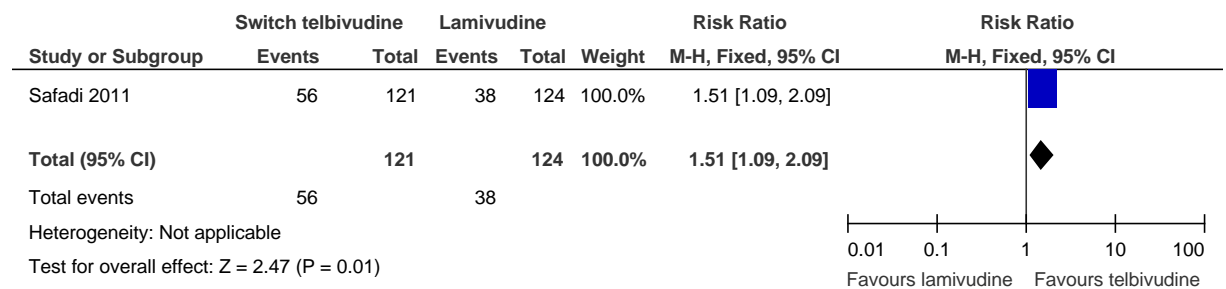 Switch telbivudine Lamivudine Risk Ratio Risk Ratio
Study or Subgroup Events Total Events Total Weight M-H, Fixed, 95% CI M-H, Fixed, 95% CI
Safadi 2011 56 121 38 124 100.0% 1.51 [1.09, 2.09]
Total (95% CI) 121 124 100.0% 1.51 [1.09, 2.09]
Total events 56 38
Heterogeneity: Not applicable
Test for overall effect: Z = 2.47 (P = 0.01)
0.01 0.1 1 10 100
Favours lamivudine Favours telbivudine